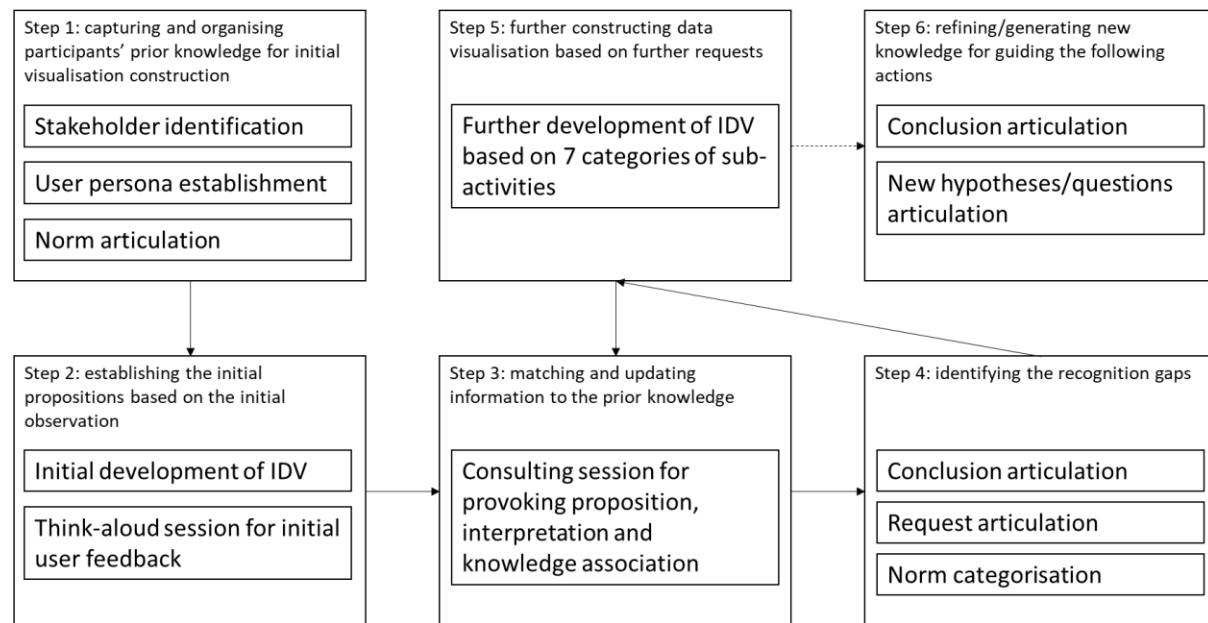 Step 1: capturing and organising
participants' prior knowledge for initial
visualisation construction
Stakeholder identification
User persona establishment
Norm articulation
Step 5: further constructing data
visualisation based on further requests
Further development of IDV
based on 7 categories of sub-
activities
Step 6: refining/generating new
knowledge for guiding the following
actions
Conclusion articulation
New hypotheses/questions
articulation
Step 2: establishing the initial
propositions based on the initial
observation
Initial development of IDV
Think-aloud session for initial
user feedback
Step 3: matching and updating
information to the prior knowledge
Consulting session for
provoking proposition,
interpretation and
knowledge association
Step 4: identifying the recognition gaps
Conclusion articulation
Request articulation
Norm categorisation